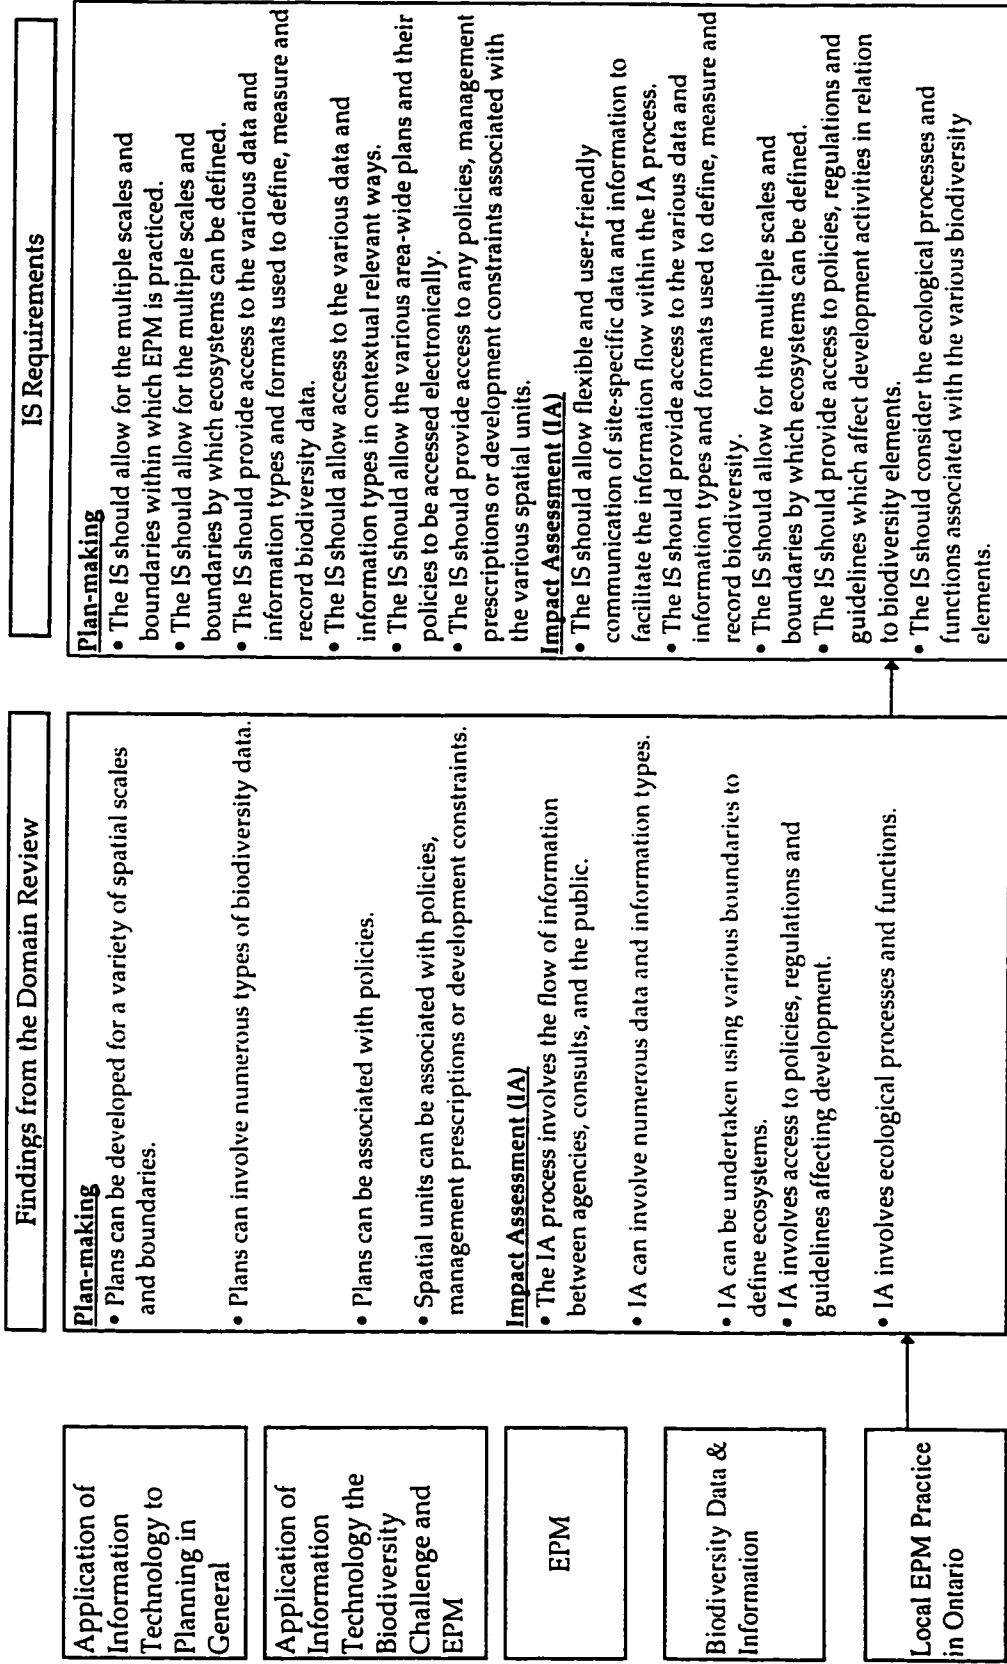 Application of
Information
Technology to
Planning in
General
Application of
Information
Technology the
Biodiversity
Challenge and
EPM
EPM
Biodiversity Data &
Information
Local EPM Practice
in Ontario
Findings from the Domain Review
Plan-making
• Plans can be developed for a variety of spatial scales
and boundaries.
• Plans can involve numerous types of biodiversity data.
• Plans can be associated with policies.
• Spatial units can be associated with policies,
management prescriptions or development constraints.
Impact Assessment (IA)
• The IA process involves the flow of information
between agencies, consults, and the public.
• IA can involve numerous data and information types.
• IA can be undertaken using various boundaries to
define ecosystems.
• IA involves access to policies, regulations and
guidelines affecting development.
• IA involves ecological processes and functions.
IS Requirements
Plan-making
• The IS should allow for the multiple scales and
boundaries within which EPM is practiced.
• The IS should allow for the multiple scales and
boundaries by which ecosystems can be defined.
• The IS should provide access to the various data and
information types and formats used to define, measure and
record biodiversity data.
• The IS should allow access to the various data and
information types in contextual relevant ways.
• The IS should allow the various area-wide plans and their
policies to be accessed electronically.
• The IS should provide access to any policies, management
prescriptions or development constraints associated with
the various spatial units.
Impact Assessment (IA)
• The IS should allow flexible and user-friendly
communication of site-specific data and information to
facilitate the information flow within the IA process.
• The IS should provide access to the various data and
information types and formats used to define, measure and
record biodiversity.
• The IS should allow for the multiple scales and
boundaries by which ecosystems can be defined.
• The IS should provide access to policies, regulations and
guidelines which affect development activities in relation
to biodiversity elements.
• The IS should consider the ecological processes and
functions associated with the various biodiversity
elements.